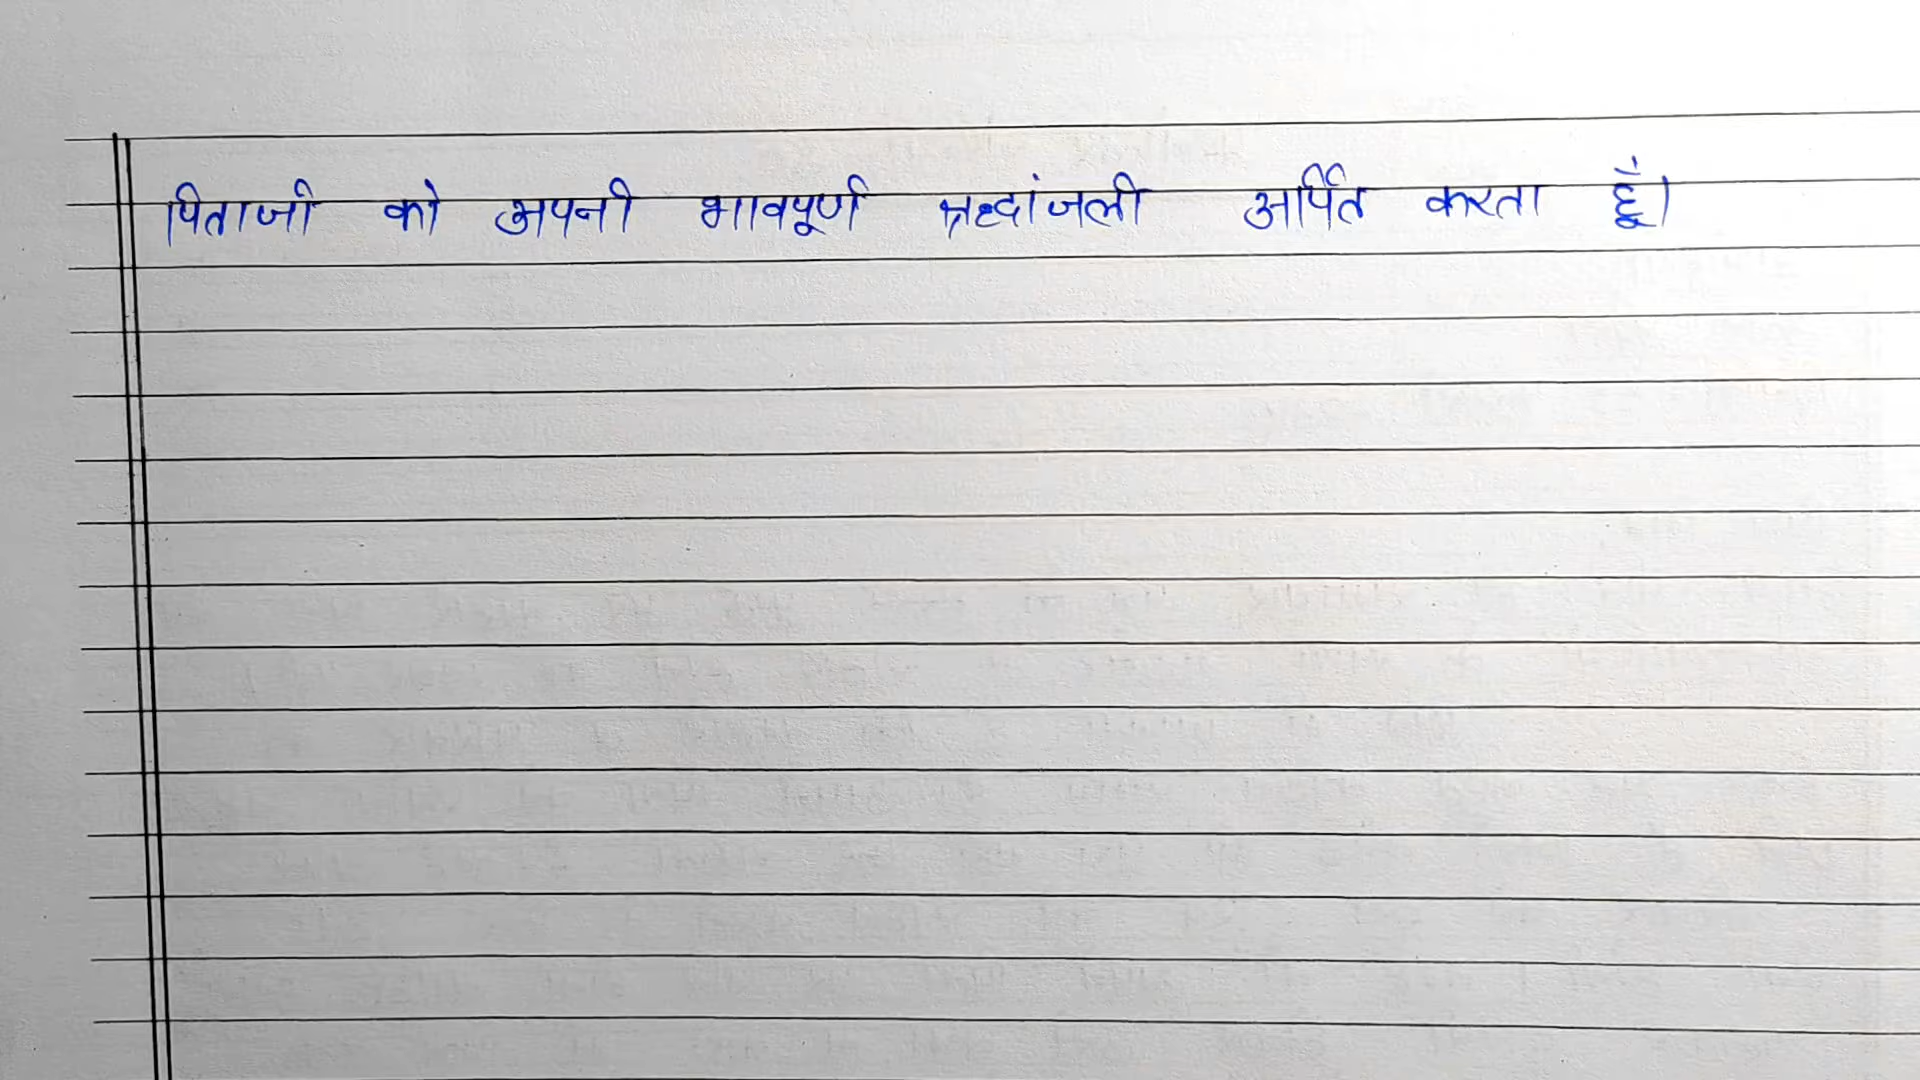 पिताजी को अपनी भावपूर्ण श्रद्धांजली अर्पित करता हूँ।